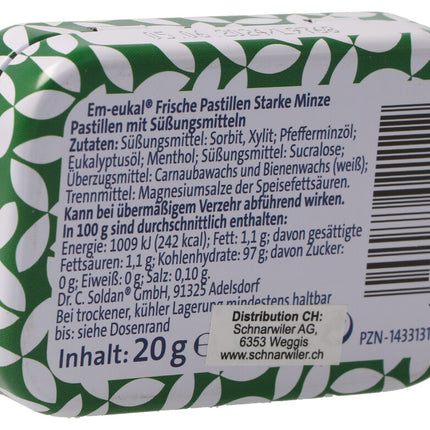 Em-eukal® Frische Pastillen Starke Minze
Pastillen mit Süßungsmitteln
Zutaten: Süßungsmittel: Sorbit, Xylit; Pfefferminzöl;
Eukalyptusöl; Menthol; Süßungsmittel: Sucralose;
Überzugsmittel: Carnaubawachs und Bienenwachs (weiß);
Trennmittel: Magnesiumsalze der Speisefettsäuren.
Kann bei übermäßigem Verzehr abführend wirken.
In 100 g sind durchschnittlich enthalten:
Energie: 1009 kJ (242 kcal); Fett: 1,1 g; davon gesättigte
Fettsäuren: 1,1 g; Kohlenhydrate: 97 g; davon Zucker:
0 g; Eiweiß: 0 g; Salz: 0,10 g.
Dr. C. Soldan® GmbH, 91325 Adelsdorf
Bei trockener, kühler Lagerung mindestens haltbar
bis: siehe Dosenrand
Inhalt: 20 g
Distribution CH:
Schnarwiler AG,
6353 Weggis
www.schnarwiler.ch
PZN-1433131